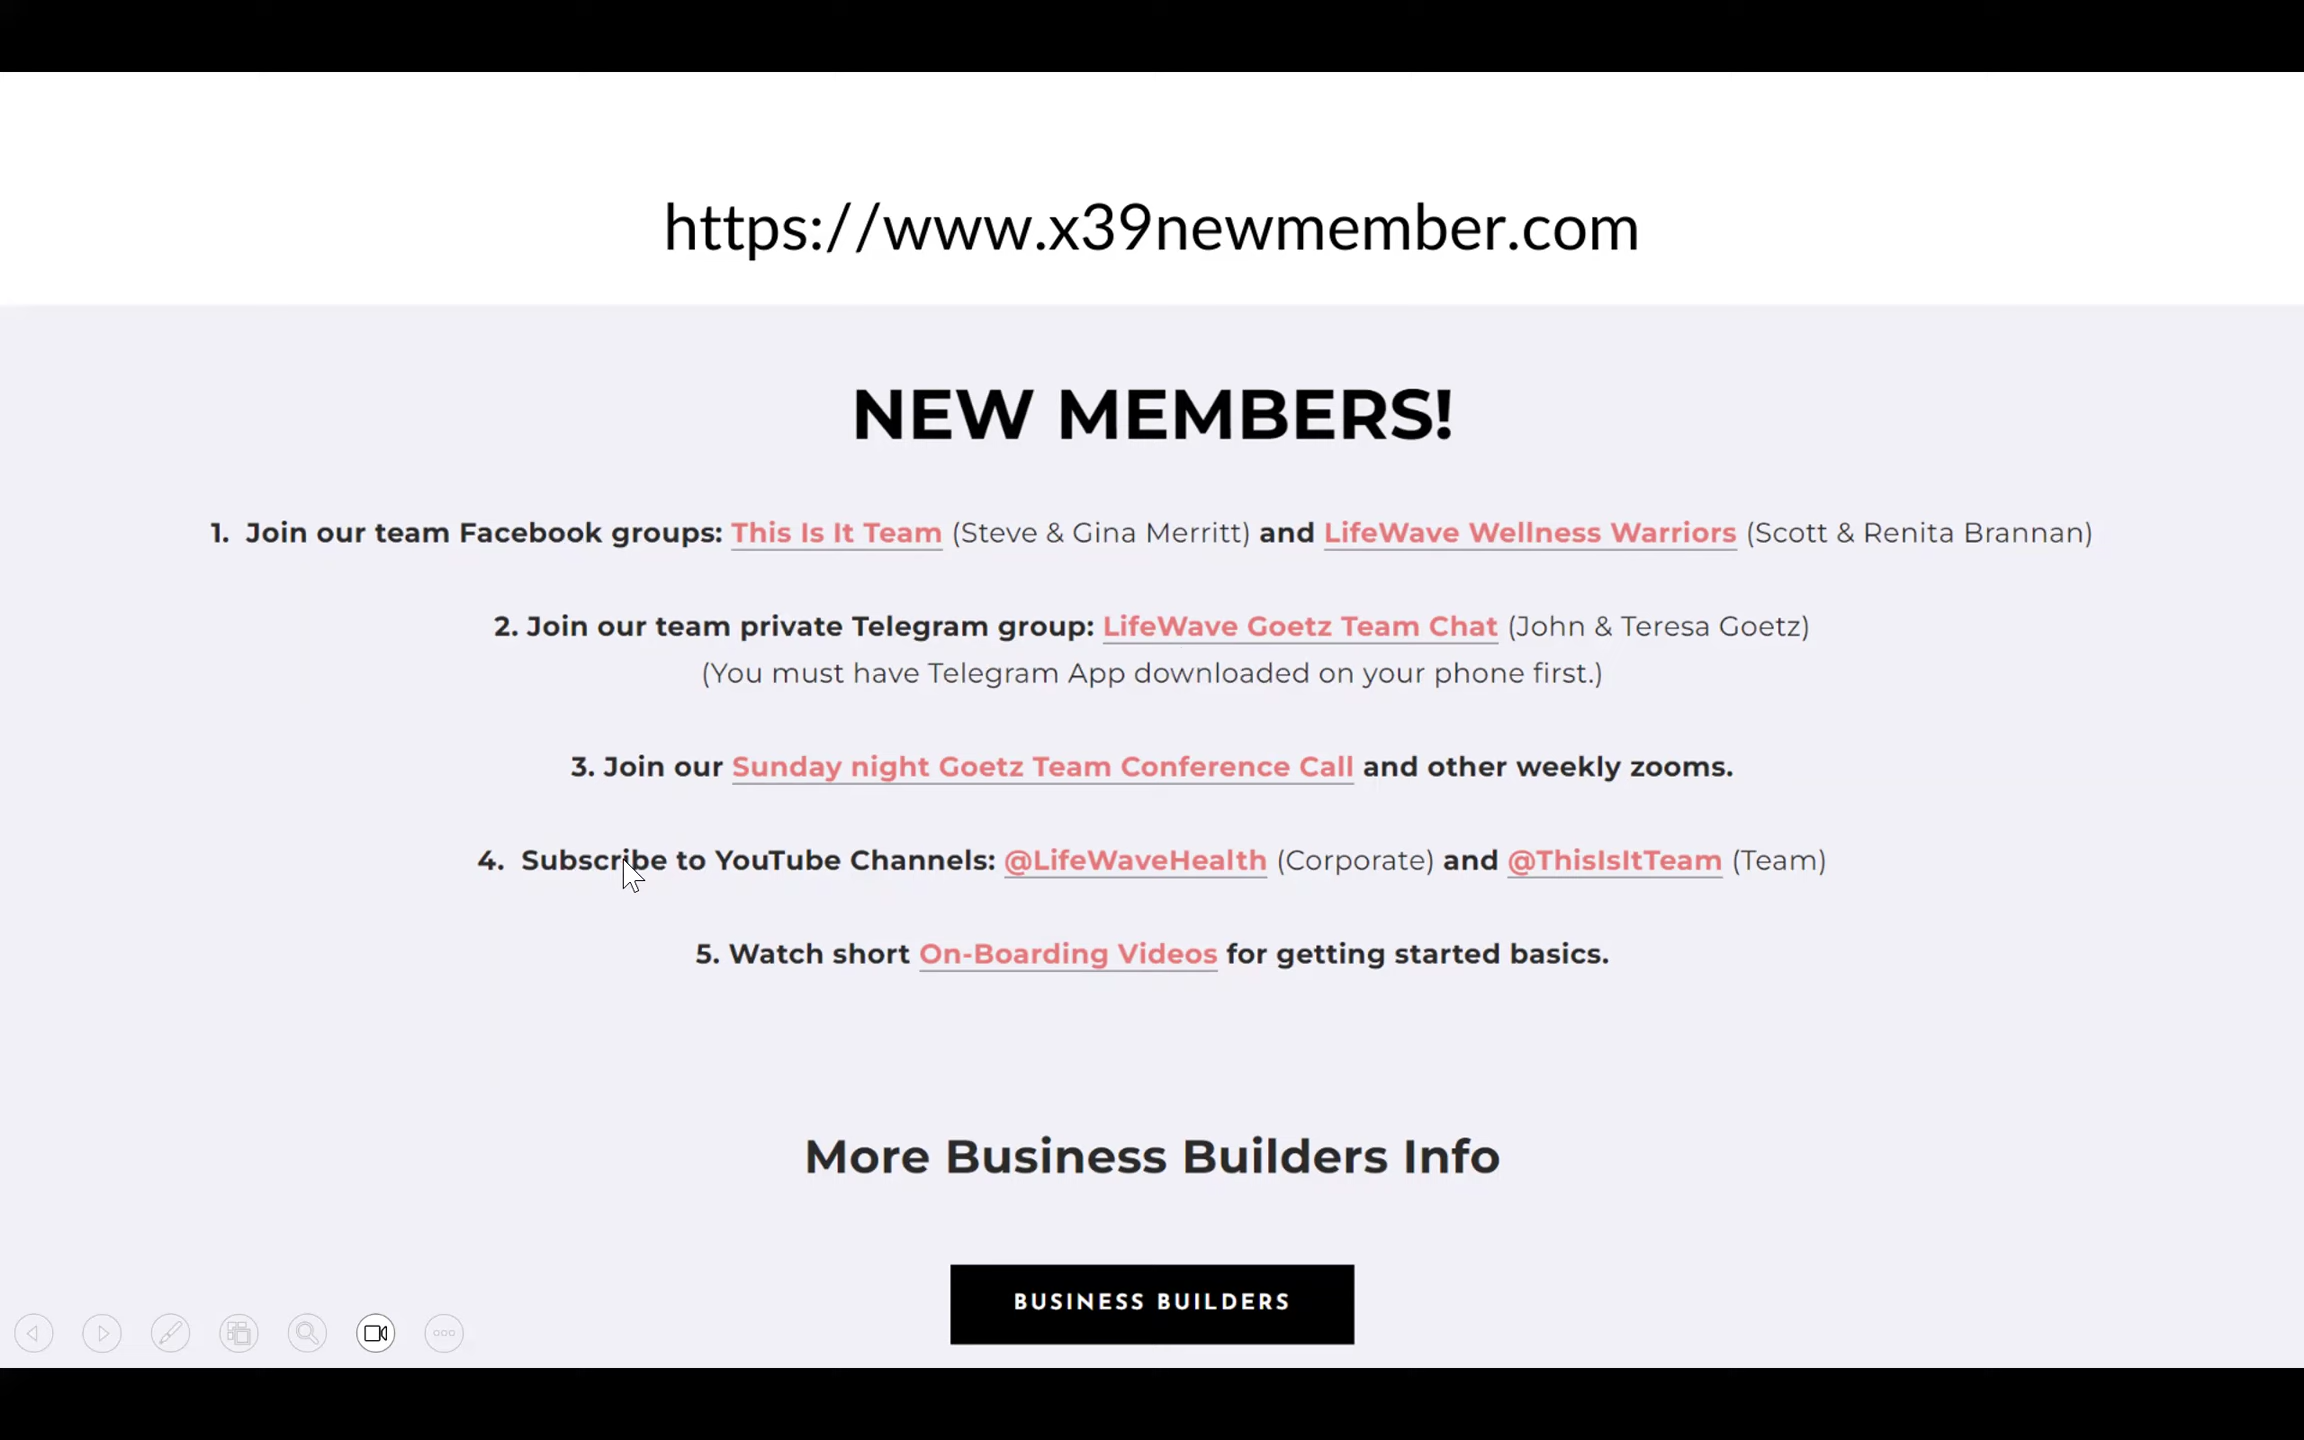 https://www.x39newmember.com
NEW MEMBERS!
1. Join our team Facebook groups: This Is It Team (Steve & Gina Merritt) and LifeWave Wellness Warriors (Scott & Renita Brannan)
2. Join our team private Telegram group: LifeWave Goetz Team Chat (John & Teresa Goetz)
(You must have Telegram App downloaded on your phone first.)
3. Join our Sunday night Goetz Team Conference Call and other weekly zooms.
4. Subscribe to YouTube Channels: @LifeWaveHealth (Corporate) and @ThisIsItTeam (Team)
5. Watch short On-Boarding Videos for getting started basics.
More Business Builders Info
BUSINESS BUILDERS